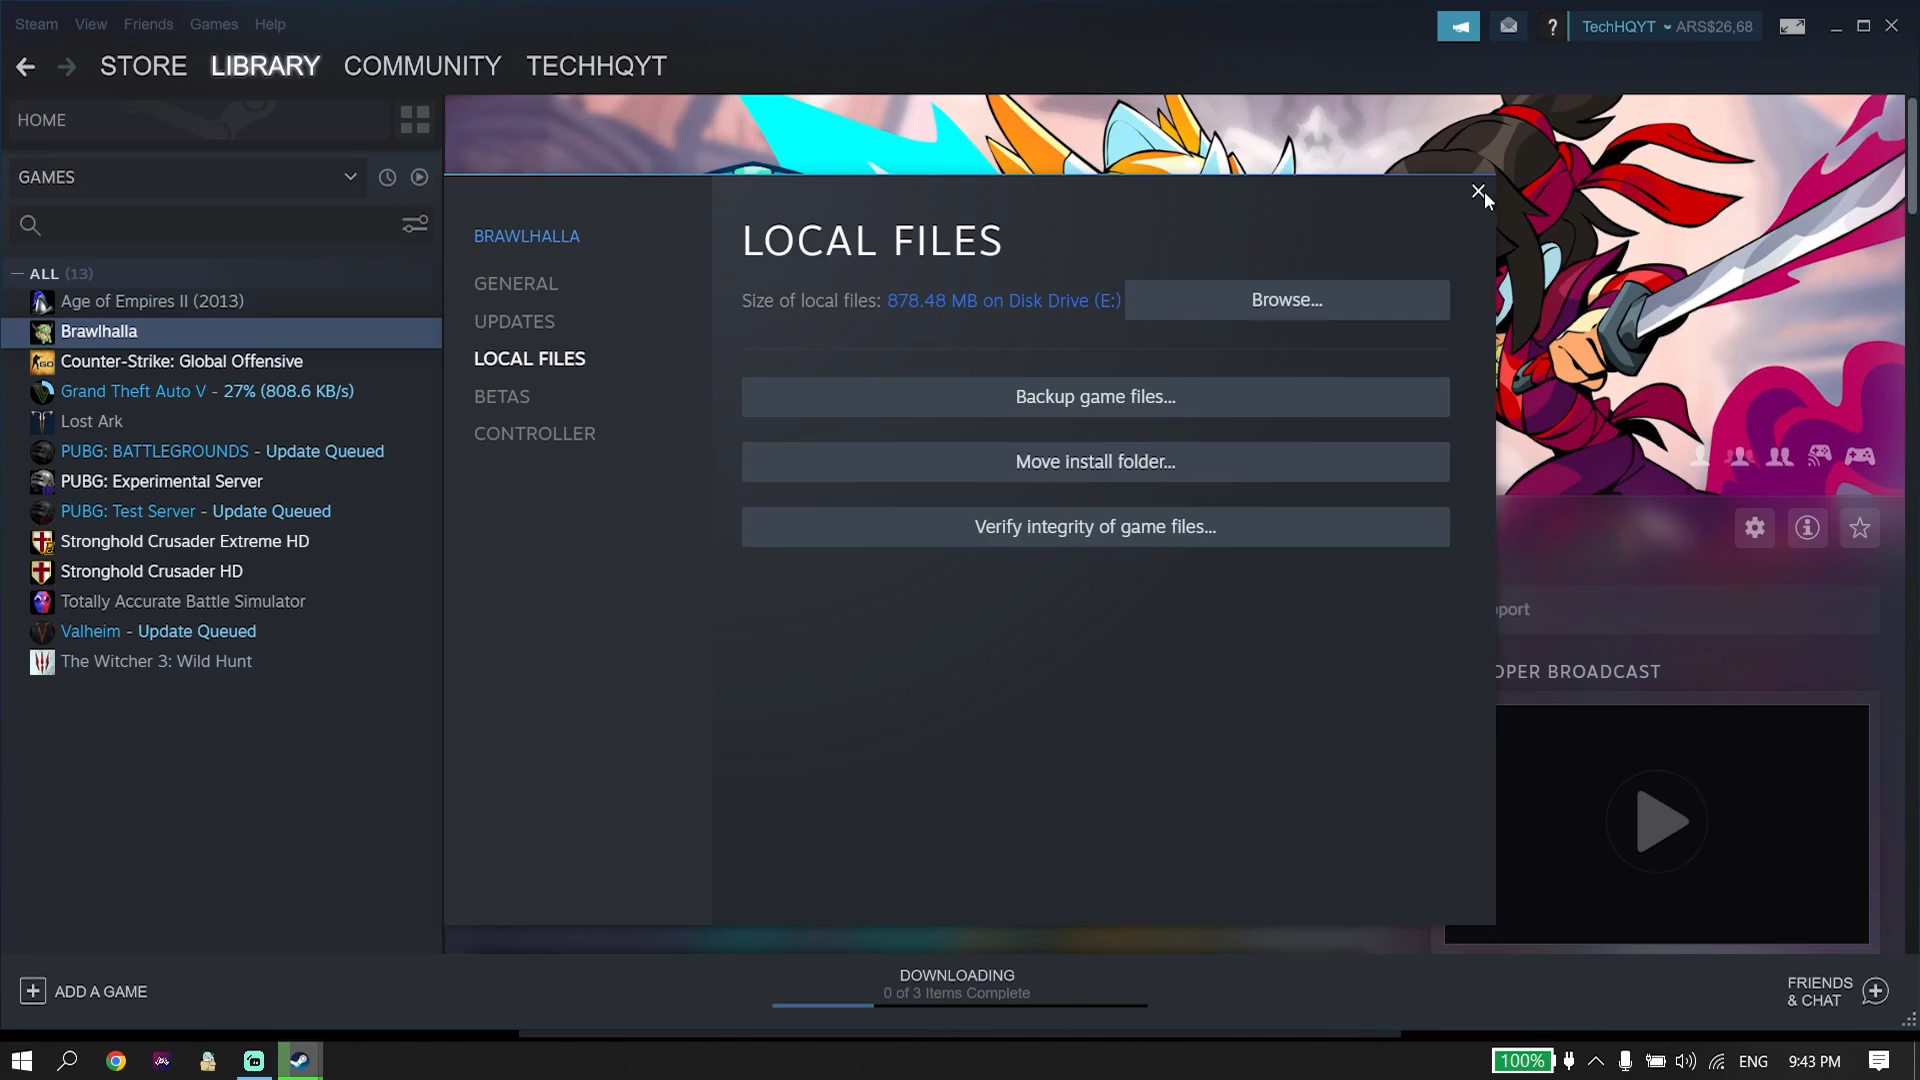 Steam View Friends Games Help
? TechHQYT ARS$26,68
STORE LIBRARY COMMUNITY TECHHQYT
HOME
GAMES
ALL (13)
Age of Empires II (2013)
Brawlhalla
Counter-Strike: Global Offensive
Grand Theft Auto V - 27% (808.6 KB/s)
Lost Ark
PUBG: BATTLEGROUNDS - Update Queued
PUBG: Experimental Server
PUBG: Test Server - Update Queued
Stronghold Crusader Extreme HD
Stronghold Crusader HD
Totally Accurate Battle Simulator
Valheim - Update Queued
The Witcher 3: Wild Hunt
BRAWLHALLA
GENERAL
UPDATES
LOCAL FILES
BETAS
CONTROLLER
LOCAL FILES
Size of local files: 878.48 MB on Disk Drive (E:) Browse...
Backup game files...
Move install folder...
Verify integrity of game files...
pport
OPER BROADCAST
ADD A GAME
DOWNLOADING
0 of 3 Items Complete
FRIENDS
& CHAT
100% ENG 9:43 PM